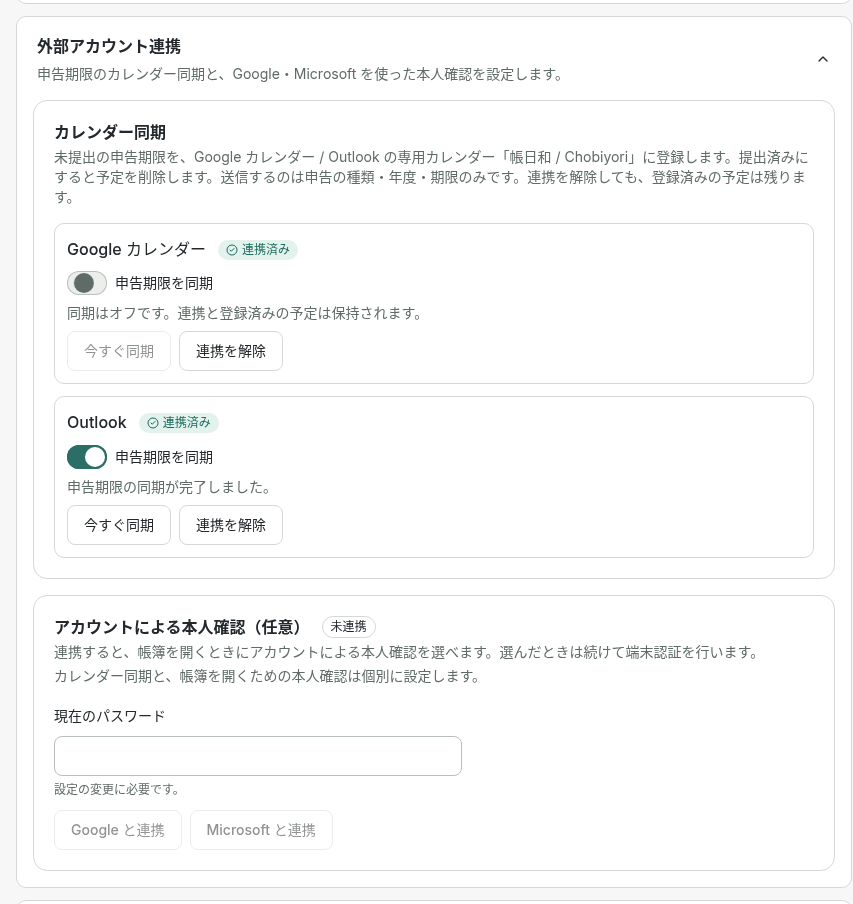 外部アカウント連携
申告期限のカレンダー同期と、Google・Microsoft を使った本人確認を設定します。
カレンダー同期
未提出の申告期限を、Google カレンダー / Outlook の専用カレンダー「帳日和 / Chobiyori」に登録します。提出済みに
すると予定を削除します。送信するのは申告の種類・年度・期限のみです。連携を解除しても、登録済みの予定は残りま
す。
Google カレンダー 連携済み
申告期限を同期
同期はオフです。連携と登録済みの予定は保持されます。
今すぐ同期 連携を解除
Outlook 連携済み
申告期限を同期
申告期限の同期が完了しました。
今すぐ同期 連携を解除
アカウントによる本人確認（任意） 未連携
連携すると、帳簿を開くときにアカウントによる本人確認を選べます。選んだときは続けて端末認証を行います。
カレンダー同期と、帳簿を開くための本人確認は個別に設定します。
現在のパスワード
設定の変更に必要です。
Google と連携 Microsoft と連携